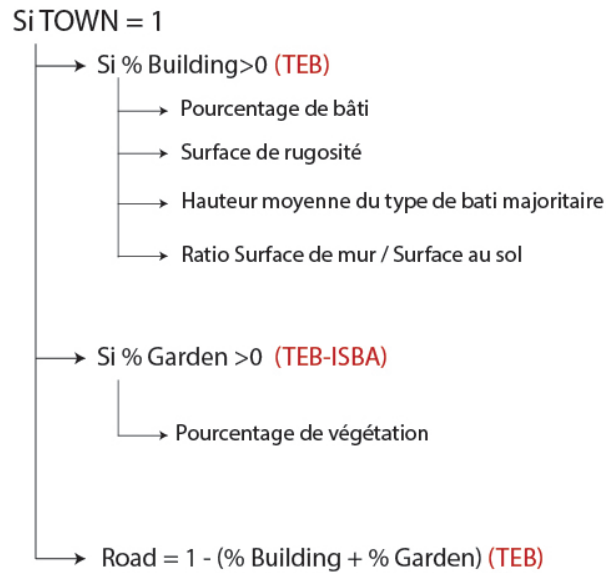 Si TOWN = 1
Si % Building>0 (TEB)
Pourcentage de bâti
Surface de rugosité
Hauteur moyenne du type de bati majoritaire
Ratio Surface de mur / Surface au sol
Si % Garden >0 (TEB-ISBA)
Pourcentage de végétation
Road = 1 - (% Building + % Garden) (TEB)